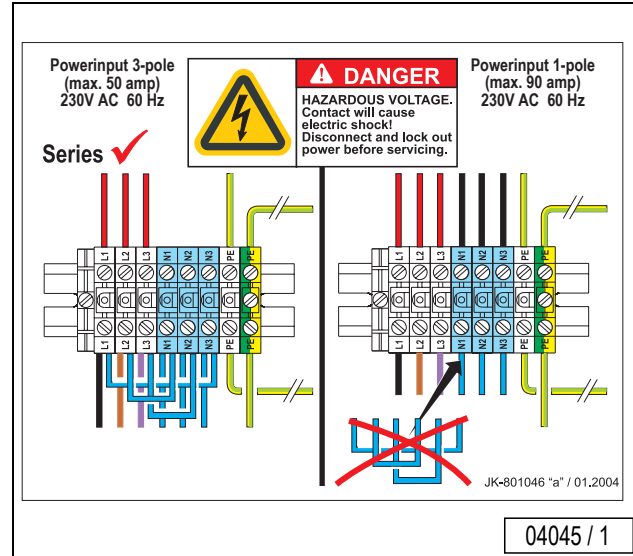 Powerinput 3-pole
(max. 50 amp)
230V AC 60 Hz
DANGER
HAZARDOUS VOLTAGE.
Contact will cause
electric shock!
Disconnect and lock out
power before servicing.
Powerinput 1-pole
(max. 90 amp)
230V AC 60 Hz
Series
L1 L2 L3 N1 N2 N3 PE PE
L1 L2 L3 N1 N2 N3 PE PE
L1 L2 L3 N1 N2 N3 PE PE
L1 L2 L3 N1 N2 N3 PE PE
JK-801046 "a" / 01.2004
04045 / 1